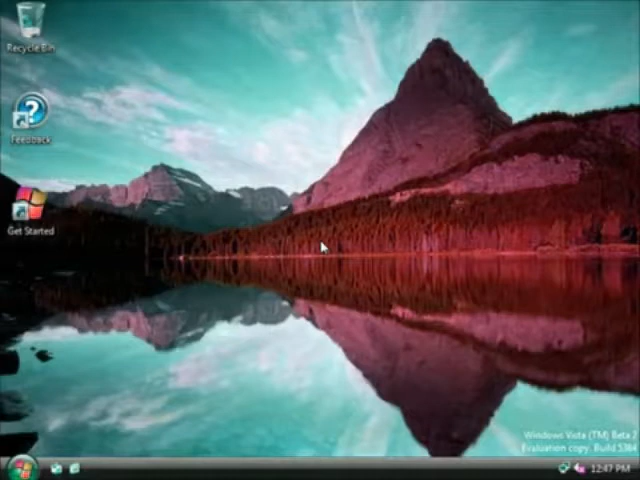 Recycle Bin
Feedback
Get Started
Windows Vista (TM) Beta 2
Evaluation copy. Build 5384
12:47 PM